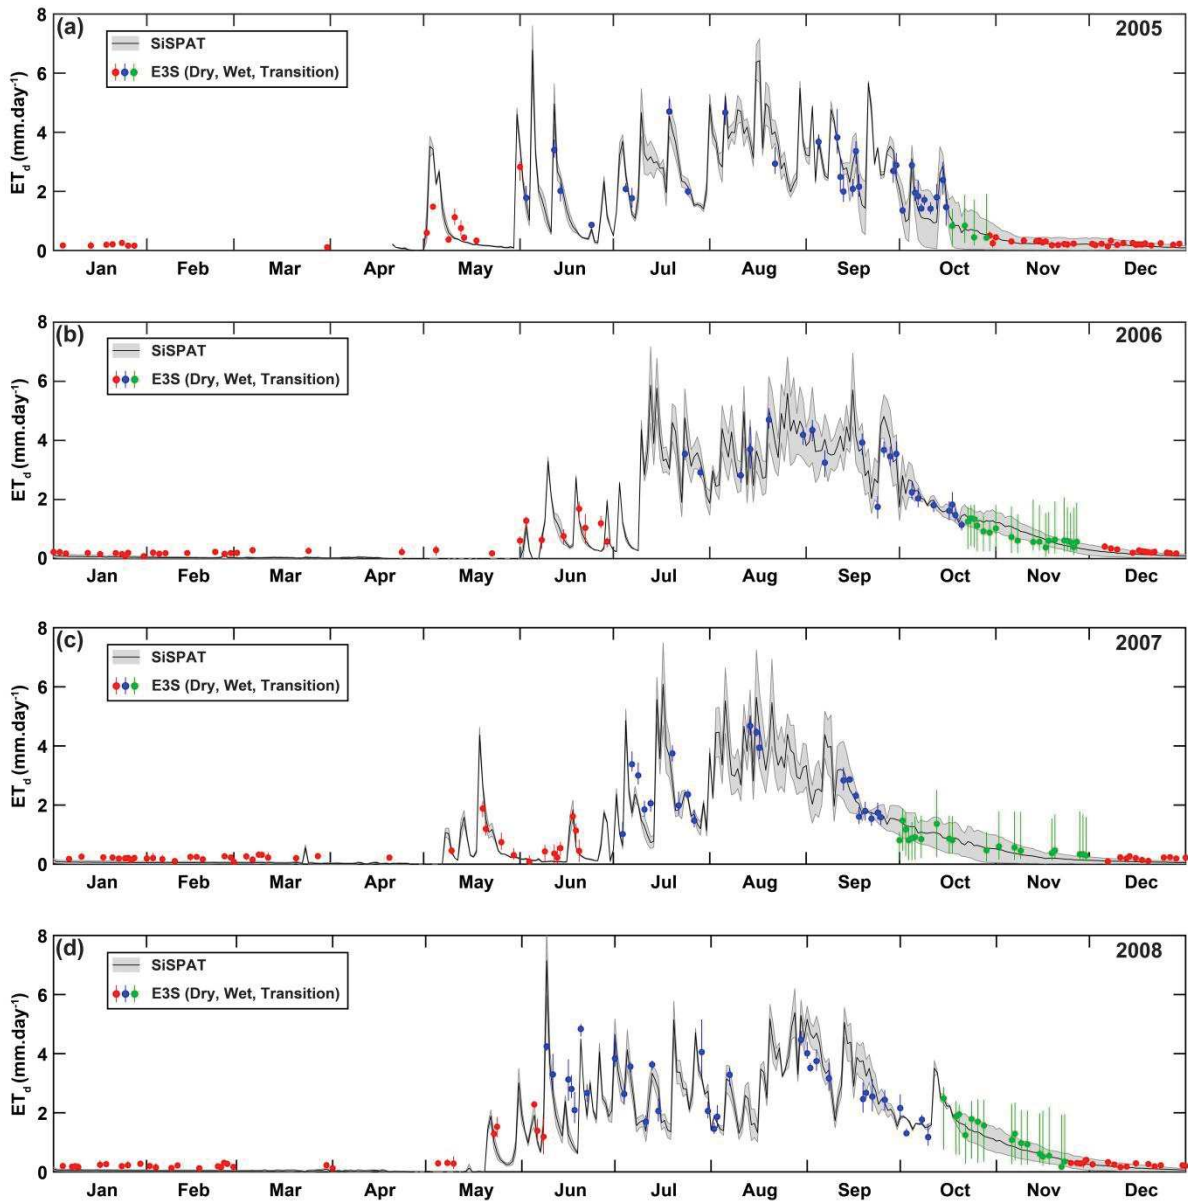 (a)
2005
SiSPAT
E3S (Dry, Wet, Transition)
ETd (mm.day-1)
8
6
4
2
0
Jan Feb Mar Apr May Jun Jul Aug Sep Oct Nov Dec
(b)
2006
SiSPAT
E3S (Dry, Wet, Transition)
ETd (mm.day-1)
8
6
4
2
0
Jan Feb Mar Apr May Jun Jul Aug Sep Oct Nov Dec
(c)
2007
SiSPAT
E3S (Dry, Wet, Transition)
ETd (mm.day-1)
8
6
4
2
0
Jan Feb Mar Apr May Jun Jul Aug Sep Oct Nov Dec
(d)
2008
SiSPAT
E3S (Dry, Wet, Transition)
ETd (mm.day-1)
8
6
4
2
0
Jan Feb Mar Apr May Jun Jul Aug Sep Oct Nov Dec